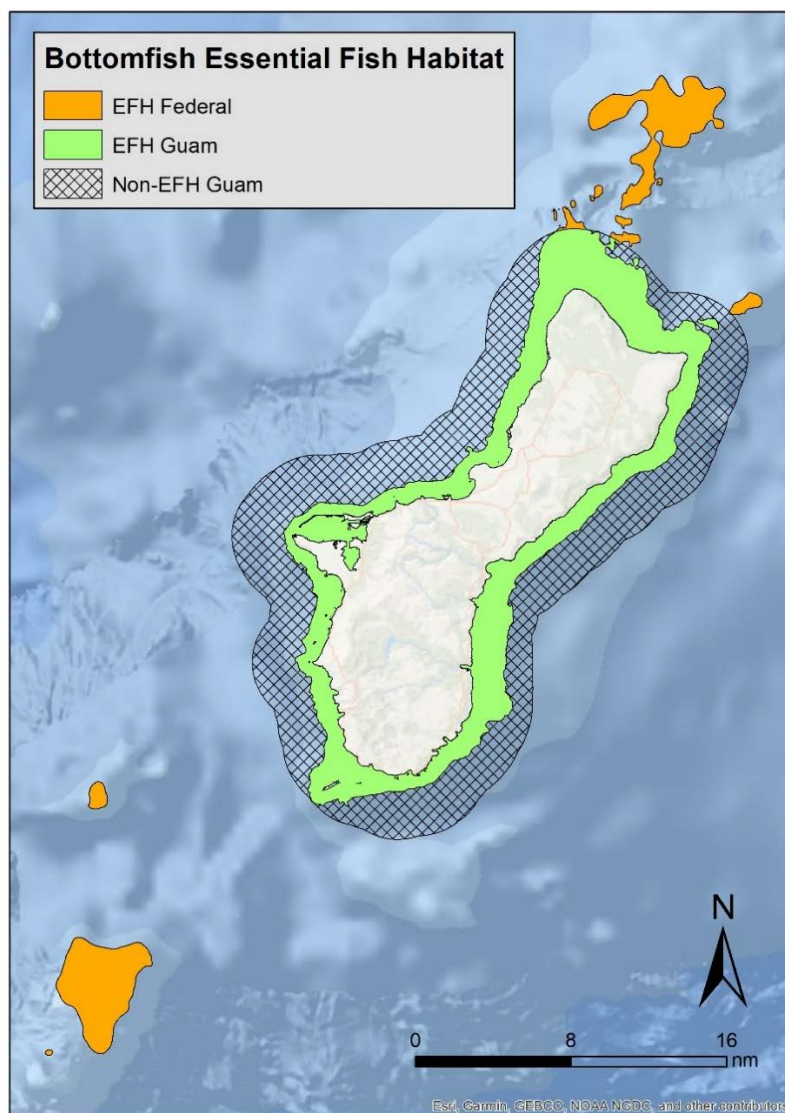 Bottomfish Essential Fish Habitat
EFH Federal
EFH Guam
Non-EFH Guam
N
0 8 16
nm
Esri, Garmin, GEBCO, NOAA NGDC, and other contributors